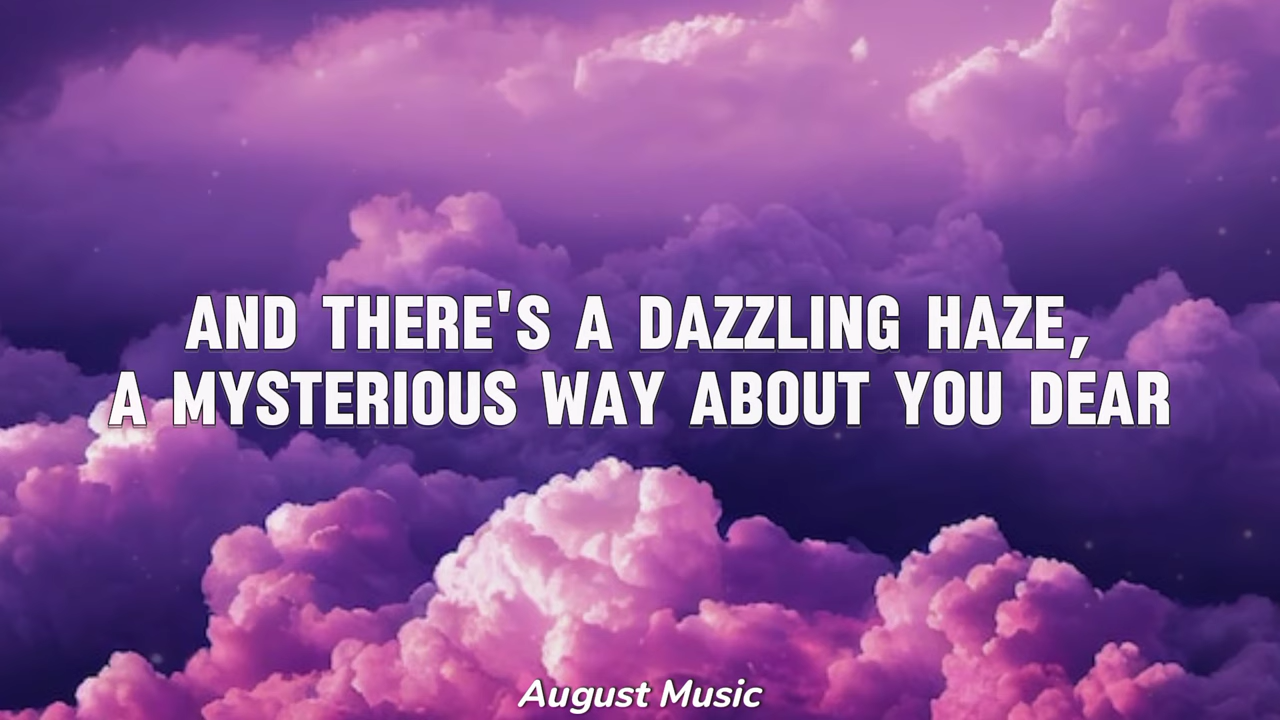 AND THERE'S A DAZZLING HAZE,
A MYSTERIOUS WAY ABOUT YOU DEAR
August Music